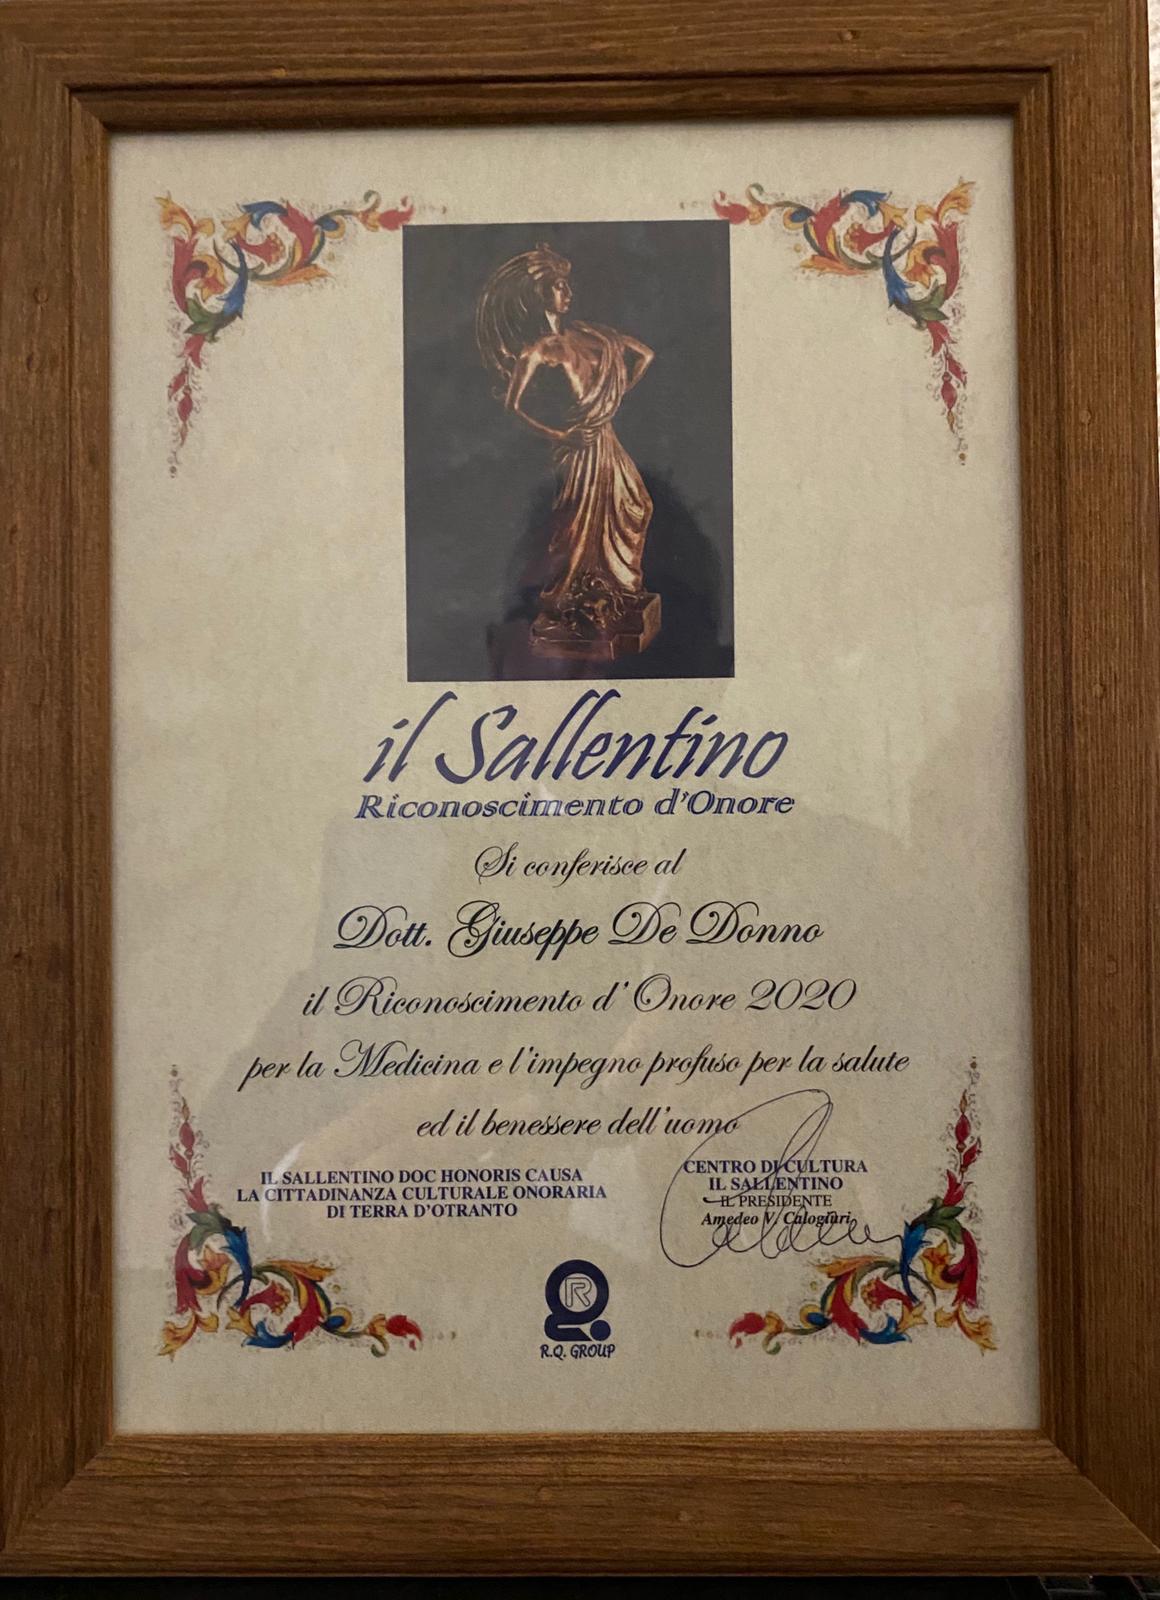 il Sallentino
Riconoscimento d'Onore
Si conferisce al
Dott. Giuseppe De Donno
il Riconoscimento d' Onore 2020
per la Medicina e l'impegno profuso per la salute
ed il benessere dell'uomo
IL SALLENTINO DOC HONORIS CAUSA
LA CITTADINANZA CULTURALE ONORARIA
DI TERRA D'OTRANTO
CENTRO DI CULTURA
IL SALLENTINO
IL PRESIDENTE
Amedeo V. Calogiuri
R
R.Q. GROUP